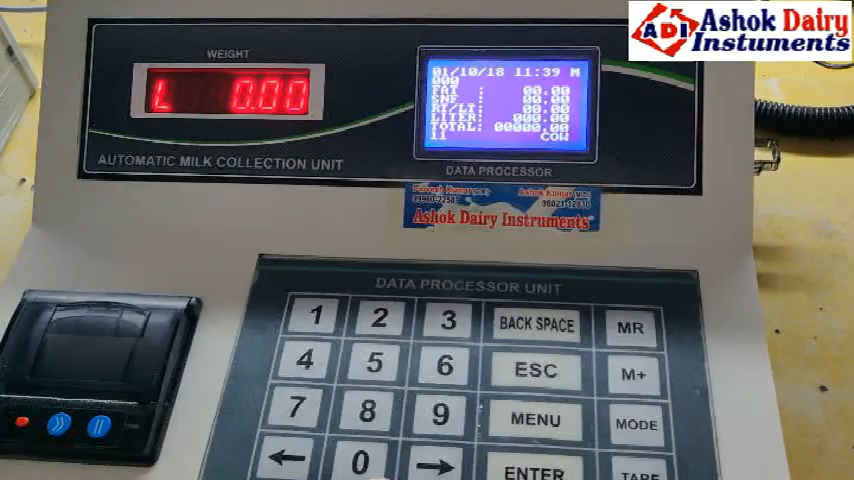 ADI
Ashok Dairy
Instuments
WEIGHT
L 0.00
01/10/18 11:39 M
000
FAT : 00.00
SNF : 00.00
RT/LT: 00.00
LITER: 000.00
TOTAL: 00000.00
11 COW
AUTOMATIC MILK COLLECTION UNIT
DATA PROCESSOR
Ashok Kumar
Ashok Dairy Instruments
DATA PROCESSOR UNIT
1 2 3 BACK SPACE MR
4 5 6 ESC M+
7 8 9 MENU MODE
0 ENTER TARE